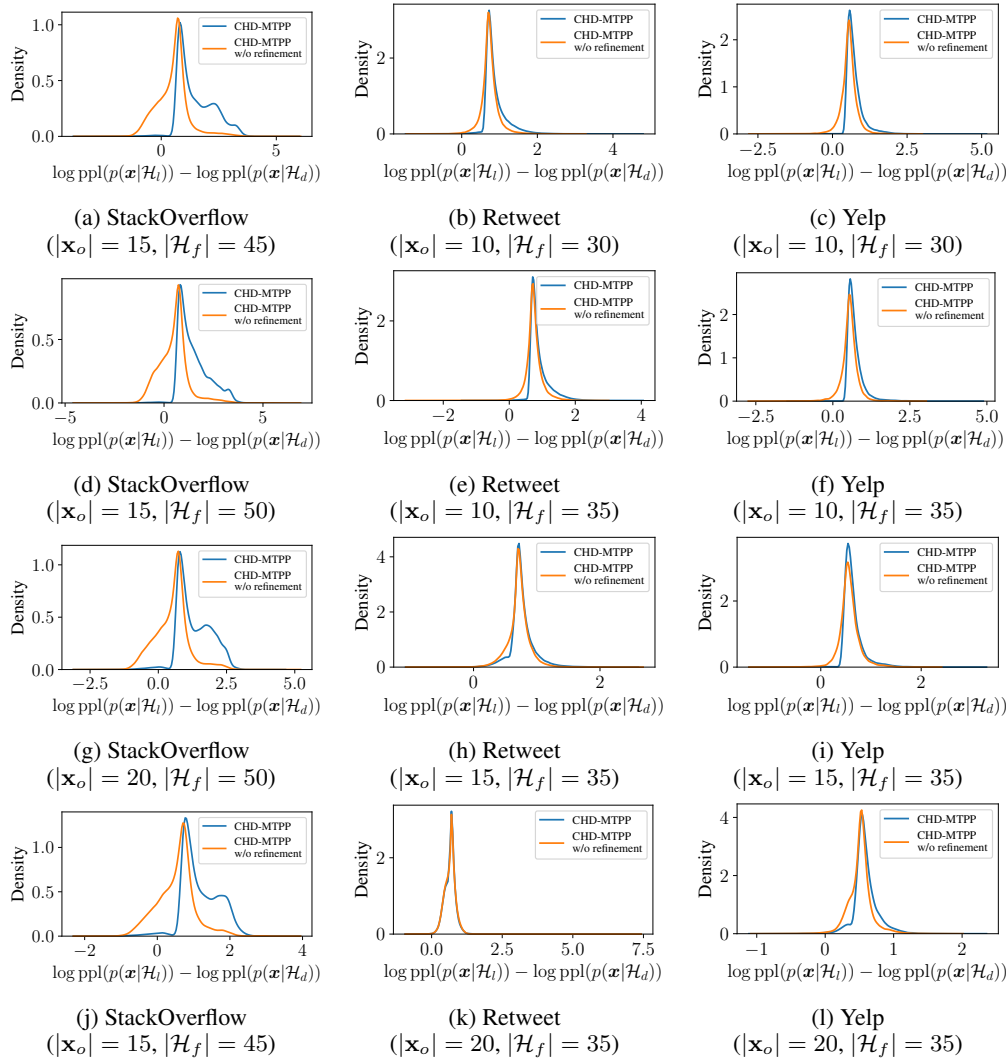 Density
1.0
0.5
0.0
0
5
CHD-MTPP
CHD-MTPP
w/o refinement
log ppl(p(x|H_l)) − log ppl(p(x|H_d))
(a) StackOverflow
(|x_o| = 15, |H_f| = 45)
Density
2
0
0
2
4
CHD-MTPP
CHD-MTPP
w/o refinement
log ppl(p(x|H_l)) − log ppl(p(x|H_d))
(b) Retweet
(|x_o| = 10, |H_f| = 30)
Density
2
1
0
−2.5
0.0
2.5
5.0
CHD-MTPP
CHD-MTPP
w/o refinement
log ppl(p(x|H_l)) − log ppl(p(x|H_d))
(c) Yelp
(|x_o| = 10, |H_f| = 30)
Density
0.5
0.0
−5
0
5
CHD-MTPP
CHD-MTPP
w/o refinement
log ppl(p(x|H_l)) − log ppl(p(x|H_d))
(d) StackOverflow
(|x_o| = 15, |H_f| = 50)
Density
2
0
−2
0
2
4
CHD-MTPP
CHD-MTPP
w/o refinement
log ppl(p(x|H_l)) − log ppl(p(x|H_d))
(e) Retweet
(|x_o| = 10, |H_f| = 35)
Density
2
1
0
−2.5
0.0
2.5
5.0
CHD-MTPP
CHD-MTPP
w/o refinement
log ppl(p(x|H_l)) − log ppl(p(x|H_d))
(f) Yelp
(|x_o| = 10, |H_f| = 35)
Density
1.0
0.5
0.0
−2.5
0.0
2.5
5.0
CHD-MTPP
CHD-MTPP
w/o refinement
log ppl(p(x|H_l)) − log ppl(p(x|H_d))
(g) StackOverflow
(|x_o| = 20, |H_f| = 50)
Density
4
2
0
0
2
CHD-MTPP
CHD-MTPP
w/o refinement
log ppl(p(x|H_l)) − log ppl(p(x|H_d))
(h) Retweet
(|x_o| = 15, |H_f| = 35)
Density
2
0
0
2
CHD-MTPP
CHD-MTPP
w/o refinement
log ppl(p(x|H_l)) − log ppl(p(x|H_d))
(i) Yelp
(|x_o| = 15, |H_f| = 35)
Density
1.0
0.5
0.0
−2
0
2
4
CHD-MTPP
CHD-MTPP
w/o refinement
log ppl(p(x|H_l)) − log ppl(p(x|H_d))
(j) StackOverflow
(|x_o| = 15, |H_f| = 45)
Density
2
0
0.0
2.5
5.0
7.5
CHD-MTPP
CHD-MTPP
w/o refinement
log ppl(p(x|H_l)) − log ppl(p(x|H_d))
(k) Retweet
(|x_o| = 20, |H_f| = 35)
Density
4
2
0
−1
0
1
2
CHD-MTPP
CHD-MTPP
w/o refinement
log ppl(p(x|H_l)) − log ppl(p(x|H_d))
(l) Yelp
(|x_o| = 20, |H_f| = 35)